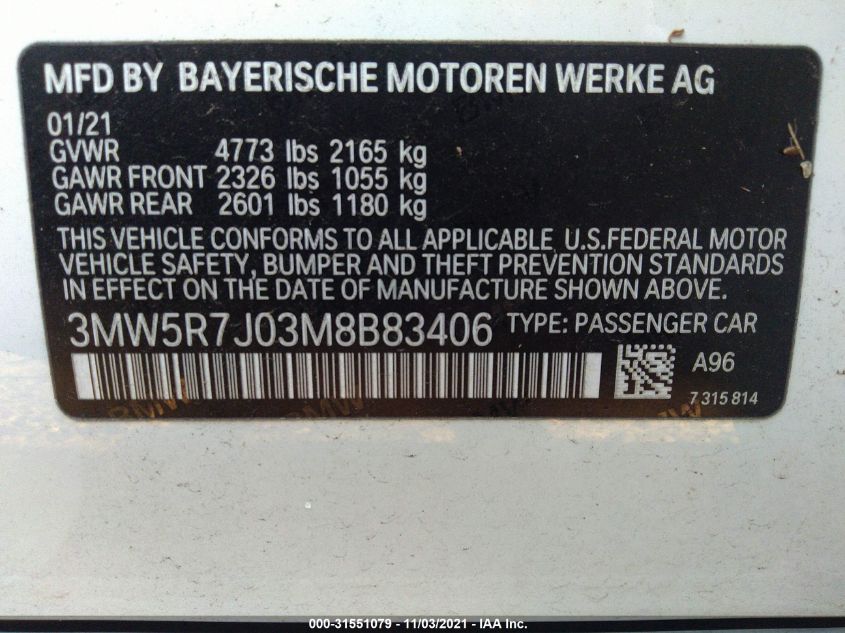 MFD BY BAYERISCHE MOTOREN WERKE AG
01/21
GVWR 4773 lbs 2165 kg
GAWR FRONT 2326 lbs 1055 kg
GAWR REAR 2601 lbs 1180 kg
THIS VEHICLE CONFORMS TO ALL APPLICABLE U.S.FEDERAL MOTOR
VEHICLE SAFETY, BUMPER AND THEFT PREVENTION STANDARDS
IN EFFECT ON THE DATE OF MANUFACTURE SHOWN ABOVE.
3MW5R7J03M8B83406 TYPE: PASSENGER CAR
A96
7 315 814
BMW BMW BMW
000-31551079 - 11/03/2021 - IAA Inc.